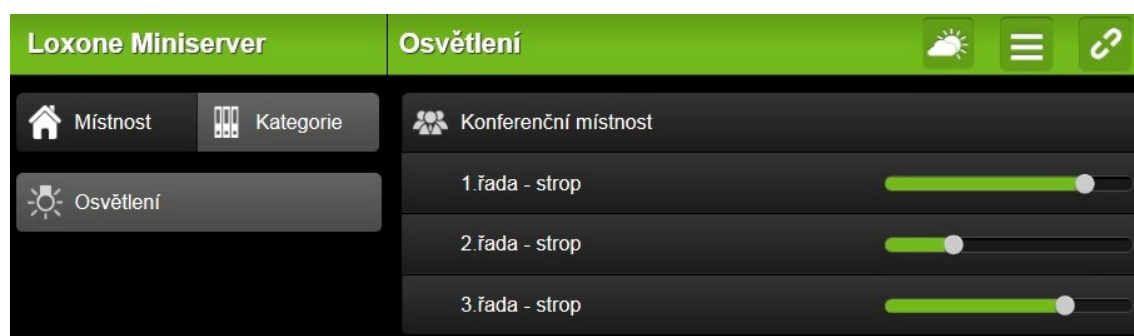 Loxone Miniserver
Osvětlení
Místnost
Kategorie
Osvětlení
Konferenční místnost
1.řada - strop
2.řada - strop
3.řada - strop